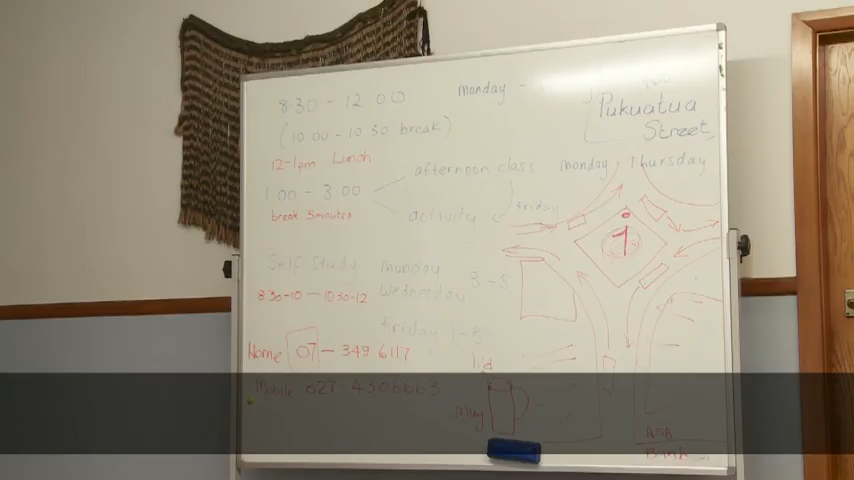 8:30 - 12 00
monday -
(10 00 - 10 30 break)
Pukuatua
Street
12-1pm Lunch
afternoon class monday Thursday
1.00 - 3.00
friday
break 5minutes
activity
1
Self Study monday
3 - 5
8 30-10 — 10 30-12 Wednesday
friday 1 -
Home 07 - 349 6117
lid
Mobile 027 -
mug
ASB
Bank